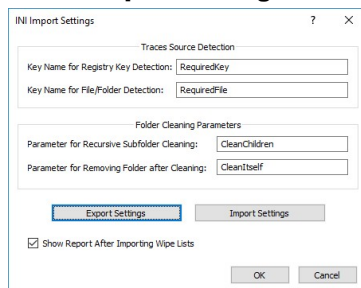 INI Import Settings ? ×
Traces Source Detection
Key Name for Registry Key Detection: RequiredKey
Key Name for File/Folder Detection: RequiredFile
Folder Cleaning Parameters
Parameter for Recursive Subfolder Cleaning: CleanChildren
Parameter for Removing Folder after Cleaning: CleanItself
Export Settings Import Settings
Show Report After Importing Wipe Lists
OK Cancel